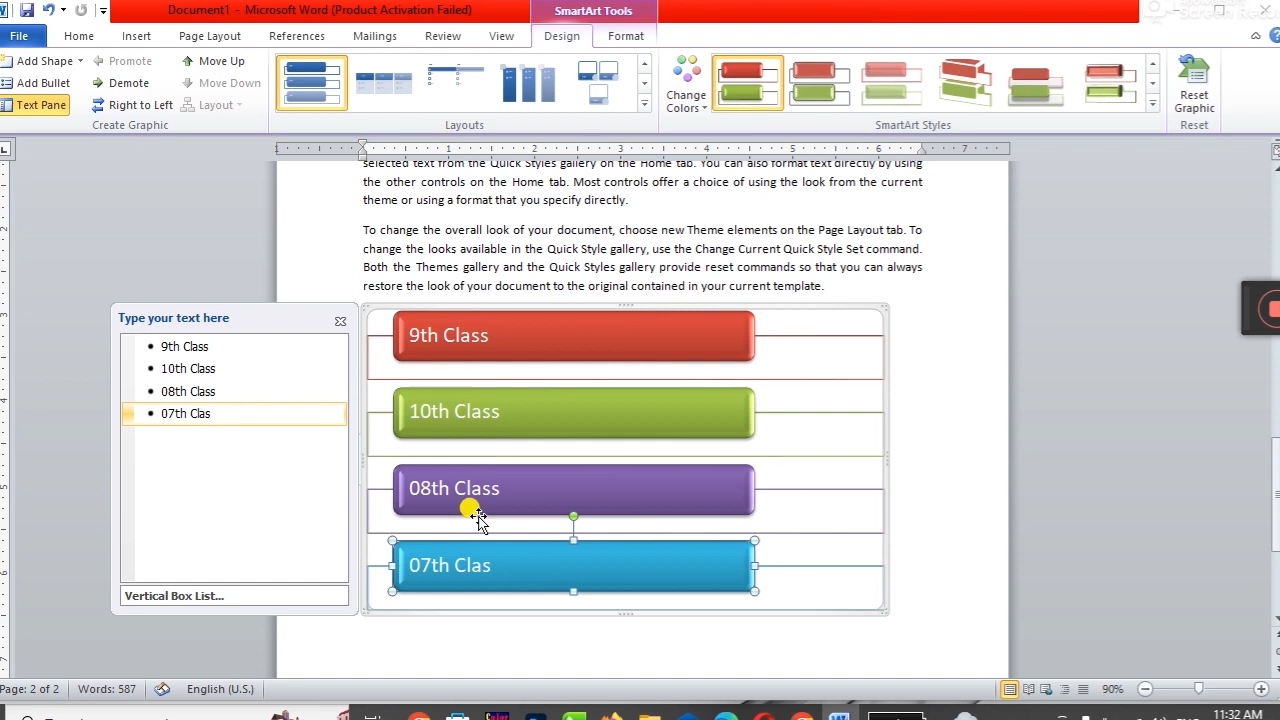 Document1 - Microsoft Word (Product Activation Failed)
SmartArt Tools
File
Home
Insert
Page Layout
References
Mailings
Review
View
Design
Format
Add Shape
Promote
Move Up
Add Bullet
Demote
Move Down
Text Pane
Right to Left
Layout
Create Graphic
Layouts
Change
Colors
SmartArt Styles
Reset
Graphic
Reset
1 1 2 3 4 5 6 7
selected text from the Quick Styles gallery on the Home tab. You can also format text directly by using
the other controls on the Home tab. Most controls offer a choice of using the look from the current
theme or using a format that you specify directly.
To change the overall look of your document, choose new Theme elements on the Page Layout tab. To
change the looks available in the Quick Style gallery, use the Change Current Quick Style Set command.
Both the Themes gallery and the Quick Styles gallery provide reset commands so that you can always
restore the look of your document to the original contained in your current template.
Type your text here
9th Class
10th Class
08th Class
07th Clas
Vertical Box List...
9th Class
10th Class
08th Class
07th Clas
Page: 2 of 2
Words: 587
English (U.S.)
90%
11:32 AM